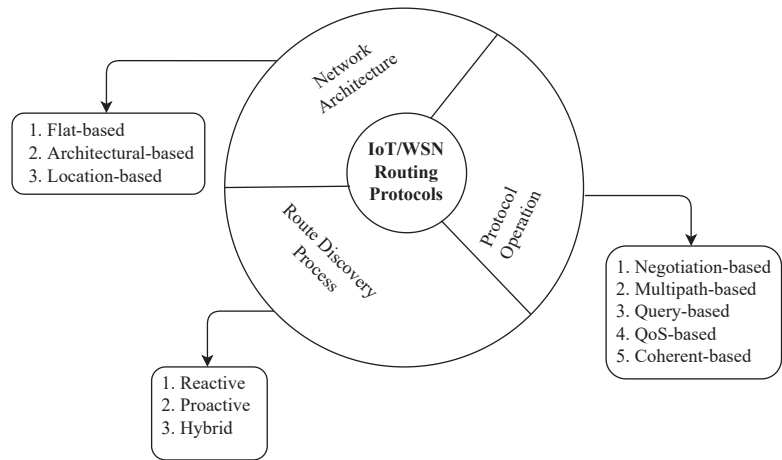 Network
Architecture
IoT/WSN
Routing
Protocols
Protocol
Operation
Route Discovery
Process
1. Flat-based
2. Architectural-based
3. Location-based
1. Negotiation-based
2. Multipath-based
3. Query-based
4. QoS-based
5. Coherent-based
1. Reactive
2. Proactive
3. Hybrid